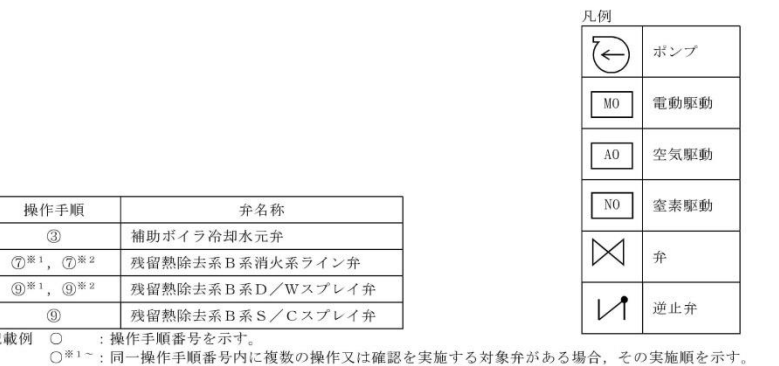 凡例
ポンプ
MO 電動駆動
AO 空気駆動
NO 窒素駆動
弁
逆止弁
操作手順 弁名称
③ 補助ボイラ冷却水元弁
⑦※1，⑦※2 残留熱除去系B系消火系ライン弁
⑨※1，⑨※2 残留熱除去系B系D／Wスプレイ弁
⑨ 残留熱除去系B系S／Cスプレイ弁
載例 ○ ：操作手順番号を示す。
○※1～：同一操作手順番号内に複数の操作又は確認を実施する対象弁がある場合，その実施順を示す。